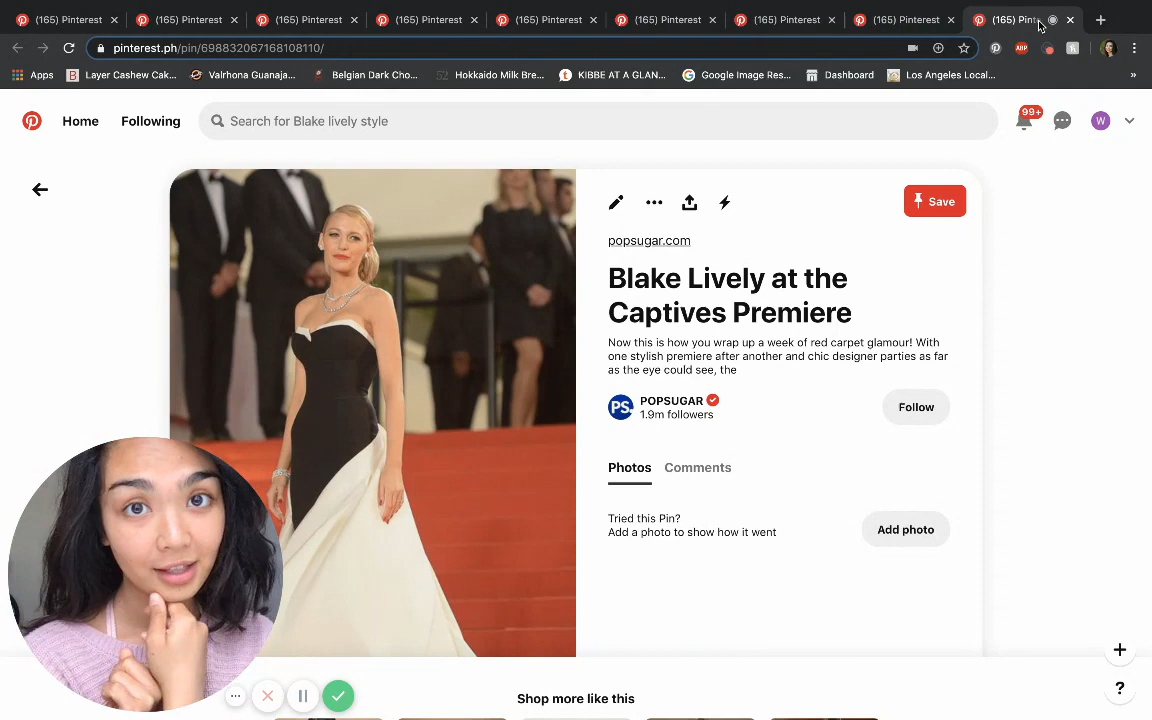 (165) Pinterest (165) Pinterest (165) Pinterest (165) Pinterest (165) Pinterest (165) Pinterest (165) Pinterest (165) Pinterest (165) Pint
pinterest.ph/pin/698832067168108110/
ABP
Apps B Layer Cashew Cak... Valrhona Guanaja... Belgian Dark Cho... Hokkaido Milk Bre... t KIBBE AT A GLAN... G Google Image Res... Dashboard Los Angeles Local... »
Home Following Search for Blake lively style 99+ W
Save
popsugar.com
Blake Lively at the
Captives Premiere
Now this is how you wrap up a week of red carpet glamour! With
one stylish premiere after another and chic designer parties as far
as the eye could see, the
PS. POPSUGAR
1.9m followers
Follow
Photos Comments
Tried this Pin?
Add a photo to show how it went
Add photo
+
?
Shop more like this